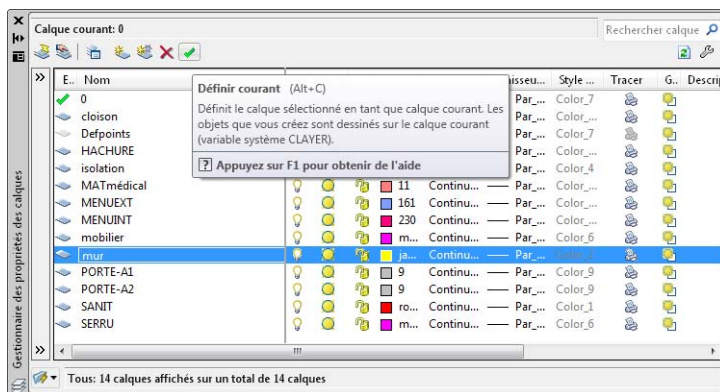 Calque courant: 0
Rechercher calque
E.. Nom
isseu... Style ... Tracer G.. Descri
Définir courant (Alt+C)
Définit le calque sélectionné en tant que calque courant. Les
objets que vous créez sont dessinés sur le calque courant
(variable système CLAYER).
Appuyez sur F1 pour obtenir de l'aide
0 Par_... Color_7
cloison Par_... Color_...
Defpoints Par_... Color_7
HACHURE Par_... Color_...
isolation Par_... Color_4
MATmédical 11 Continu... Par_... Color_...
MENUEXT 161 Continu... Par_... Color_...
MENUINT 230 Continu... Par_... Color_...
mobilier m... Continu... Par_... Color_6
mur ja... Continu... Par_...
PORTE-A1 9 Continu... Par_... Color_9
PORTE-A2 9 Continu... Par_... Color_9
SANIT ro... Continu... Par_... Color_1
SERRU m... Continu... Par_... Color_6
Gestionnaire des propriétés des calques
Tous: 14 calques affichés sur un total de 14 calques